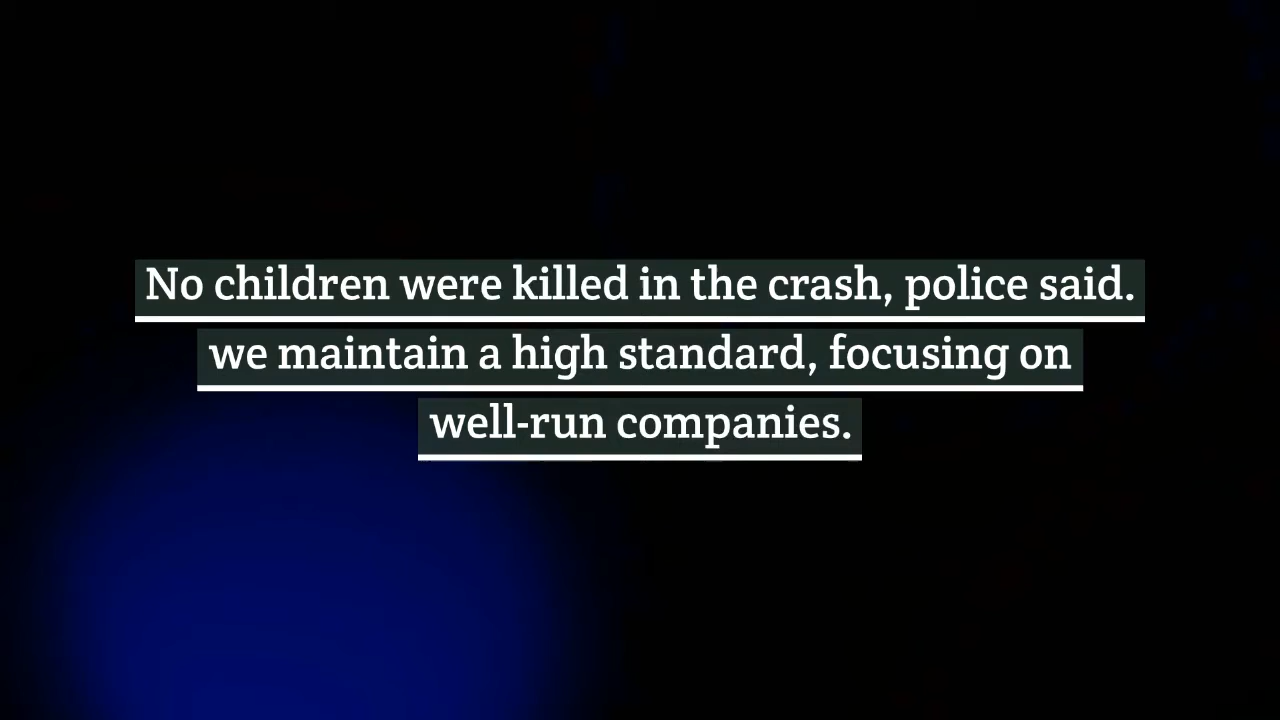 No children were killed in the crash, police said.
we maintain a high standard, focusing on
well-run companies.